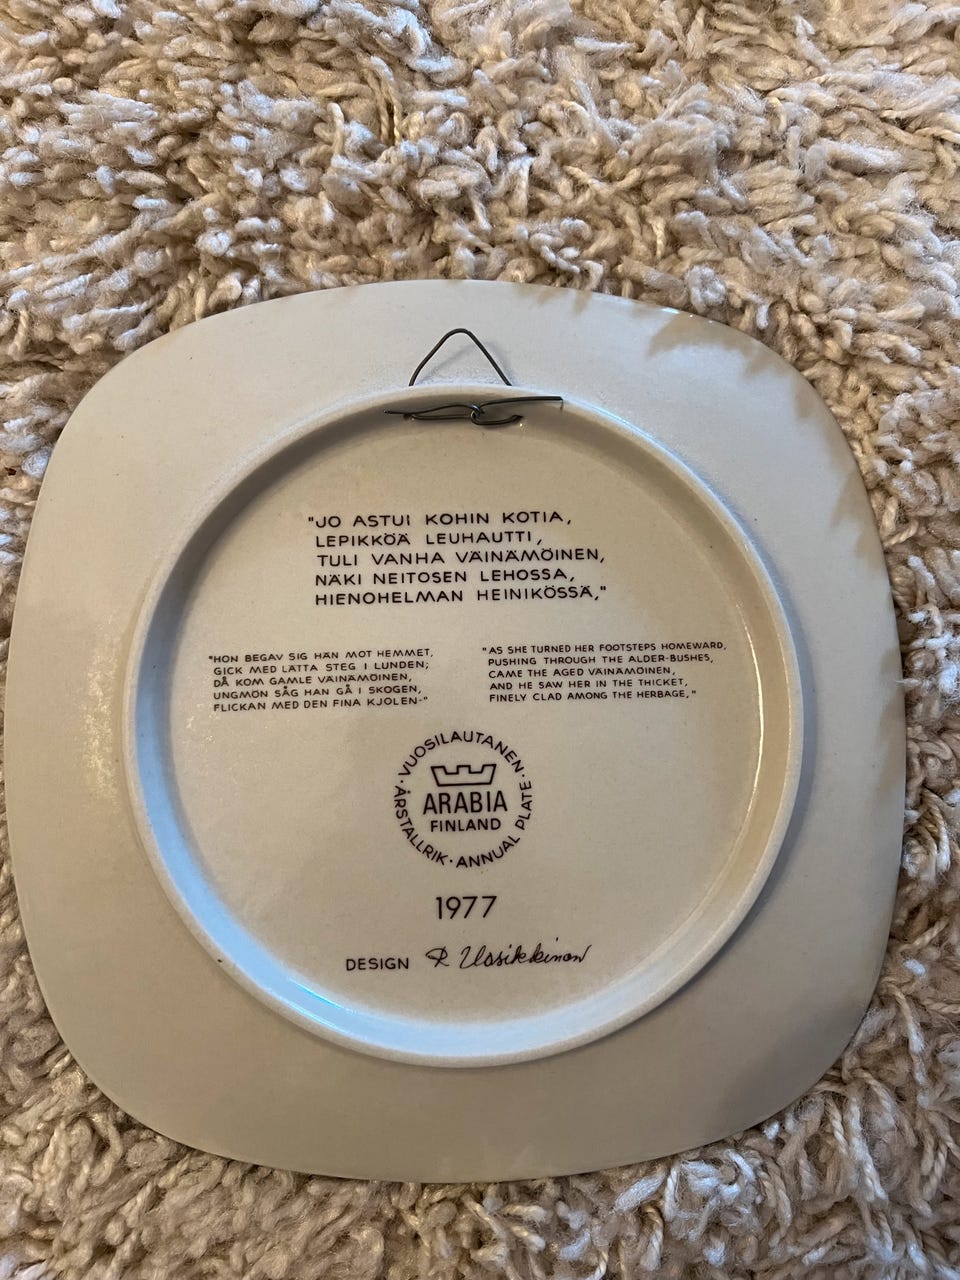 "JO ASTUI KOHIN KOTIA,
LEPIKKÖÄ LEUHAUTTI,
TULI VANHA VÄINÄMÖINEN,
NÄKI NEITOSEN LEHOSSA,
HIENOHELMAN HEINIKÖSSÄ,"
"HON BEGAV SIG HÄN MOT HEMMET,
GICK MED LÄTTA STEG I LUNDEN;
DÅ KOM GAMLE VÄINÄMÖINEN,
UNGMÖN SÅG HAN GÅ I SKOGEN,
FLICKAN MED DEN FINA KJOLEN-"
"AS SHE TURNED HER FOOTSTEPS HOMEWARD,
PUSHING THROUGH THE ALDER-BUSHES,
CAME THE AGED VÄINÄMÖINEN,
AND HE SAW HER IN THE THICKET,
FINELY CLAD AMONG THE HERBAGE,"
·VUOSILAUTANEN·
ARABIA
FINLAND
ÅRSTALLRIK·ANNUAL PLATE
1977
DESIGN R Uosikkinen